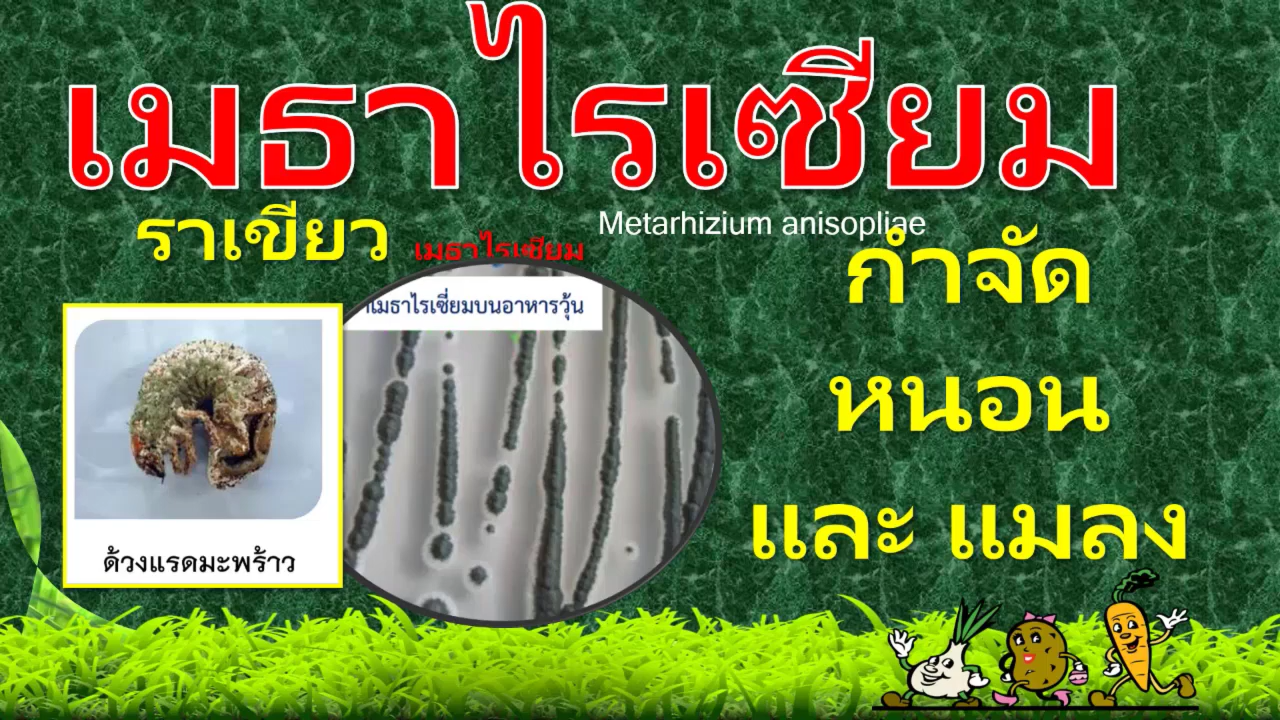 เมธาไรเซียม
ราเขียว
Metarhizium anisopliae
เมธาไรเซียม
กำจัด
เมธาไรเซี่ยมบนอาหารวุ้น
หนอน
และ แมลง
ด้วงแรดมะพร้าว